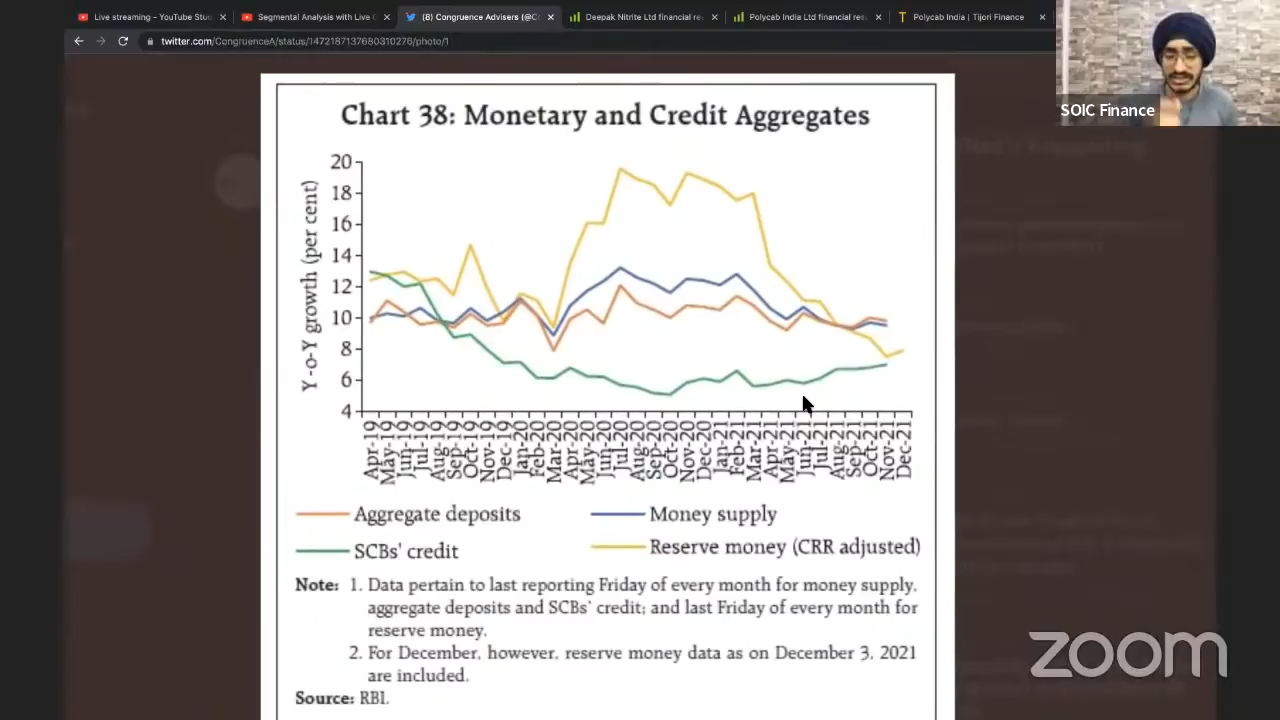 Live streaming - YouTube Stu
Segmental Analysis with Live
(8) Congruence Advisers (@C
Deepak Nitrite Ltd financial re
Polycab India Ltd financial res
Polycab India | Tijori Finance
twitter.com/CongruenceA/status/1472187137680310276/photo/1
SOIC Finance
Chart 38: Monetary and Credit Aggregates
Y-o-Y growth (per cent)
20
18
16
14
12
10
8
6
4
Apr-19
May-19
Jun-19
Jul-19
Aug-19
Sep-19
Oct-19
Nov-19
Dec-19
Jan-20
Feb-20
Mar-20
Apr-20
May-20
Jun-20
Jul-20
Aug-20
Sep-20
Oct-20
Nov-20
Dec-20
Jan-21
Feb-21
Mar-21
Apr-21
May-21
Jun-21
Jul-21
Aug-21
Sep-21
Oct-21
Nov-21
Dec-21
Aggregate deposits
Money supply
SCBs' credit
Reserve money (CRR adjusted)
Note: 1. Data pertain to last reporting Friday of every month for money supply,
aggregate deposits and SCBs' credit; and last Friday of every month for
reserve money.
2. For December, however, reserve money data as on December 3, 2021
are included.
Source: RBI.
zoom